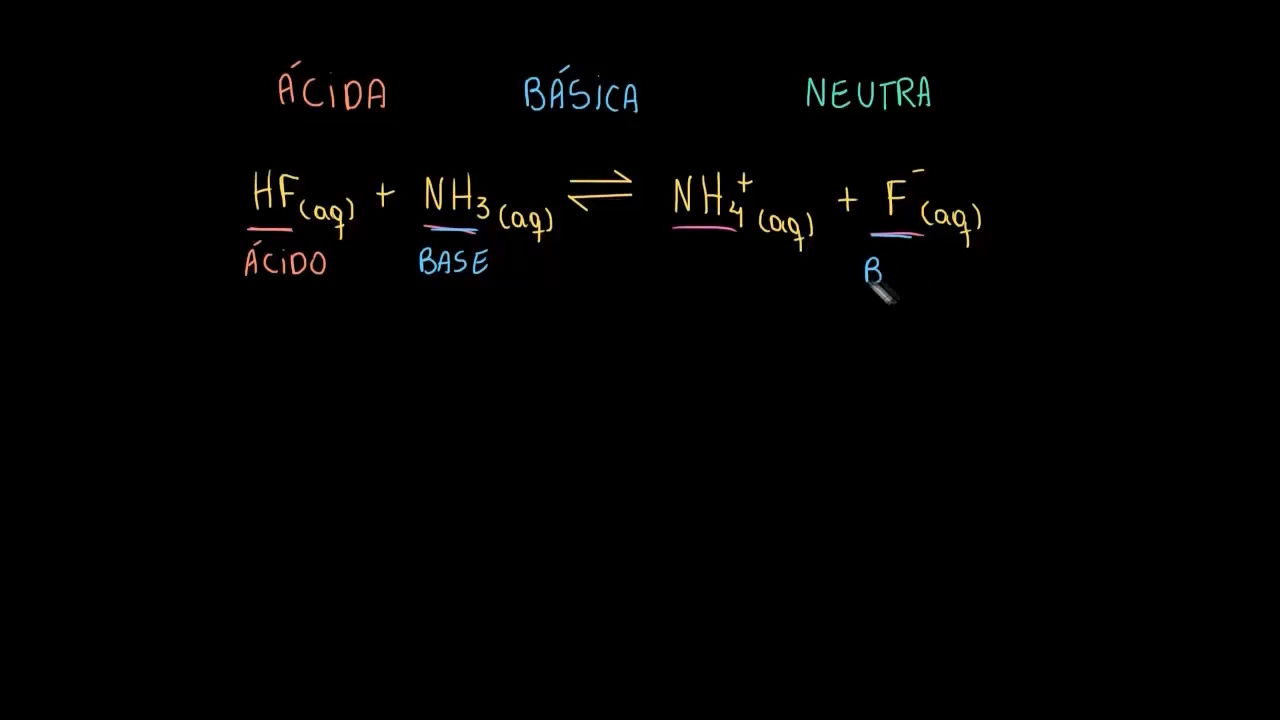 ÁCIDA BÁSICA NEUTRA
HF(aq) + NH₃(aq) ⇌ NH₄⁺(aq) + F⁻(aq)
ÁCIDO BASE B